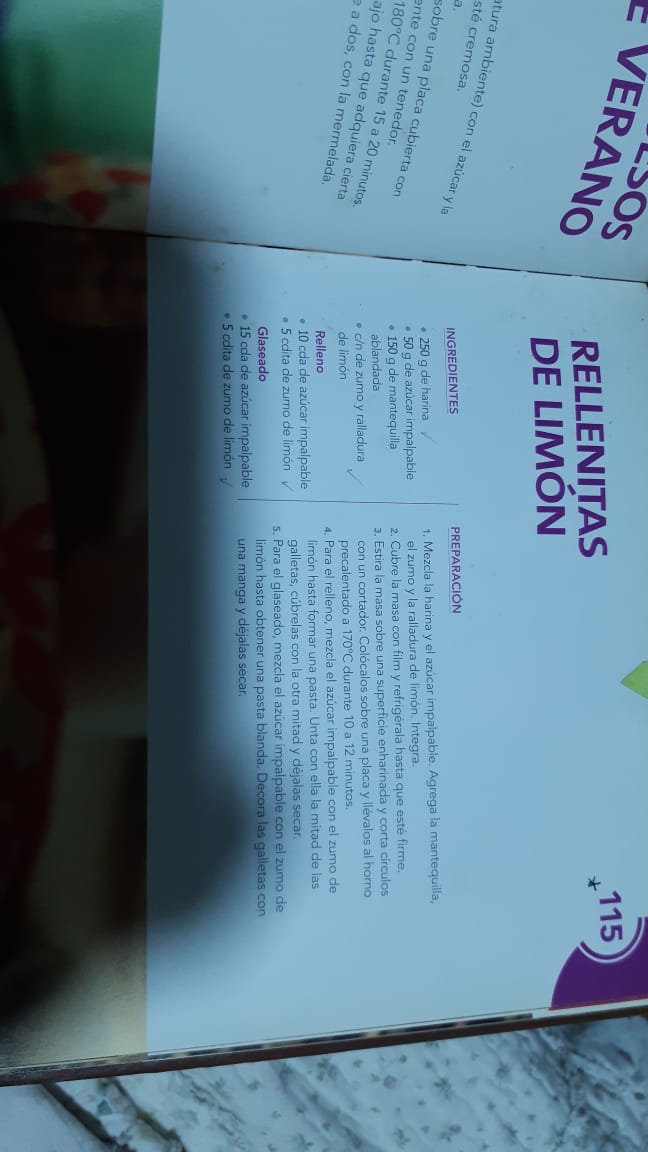 ESOS
E VERANO
atura ambiente) con el azúcar y la
sté cremosa.
a.
sobre una placa cubierta con
ente con un tenedor.
180°C durante 15 a 20 minutos.
ajo hasta que adquiera cierta
e a dos, con la mermelada.
115
RELLENITAS
DE LIMÓN
INGREDIENTES
• 250 g de harina
• 50 g de azúcar impalpable
• 150 g de mantequilla
ablandada
• c/n de zumo y ralladura
de limón
Relleno
• 10 cda de azúcar impalpable
• 5 cdita de zumo de limón
Glaseado
• 15 cda de azúcar impalpable
• 5 cdita de zumo de limón
PREPARACIÓN
1. Mezcla la harina y el azúcar impalpable. Agrega la mantequilla,
el zumo y la ralladura de limón. Integra.
2. Cubre la masa con film y refrigérala hasta que esté firme.
3. Estira la masa sobre una superficie enharinada y corta círculos
con un cortador. Colócalos sobre una placa y llévalos al horno
precalentado a 170°C durante 10 a 12 minutos.
4. Para el relleno, mezcla el azúcar impalpable con el zumo de
limón hasta formar una pasta. Unta con ella la mitad de las
galletas, cúbrelas con la otra mitad y déjalas secar.
5. Para el glaseado, mezcla el azúcar impalpable con el zumo de
limón hasta obtener una pasta blanda. Decora las galletas con
una manga y déjalas secar.